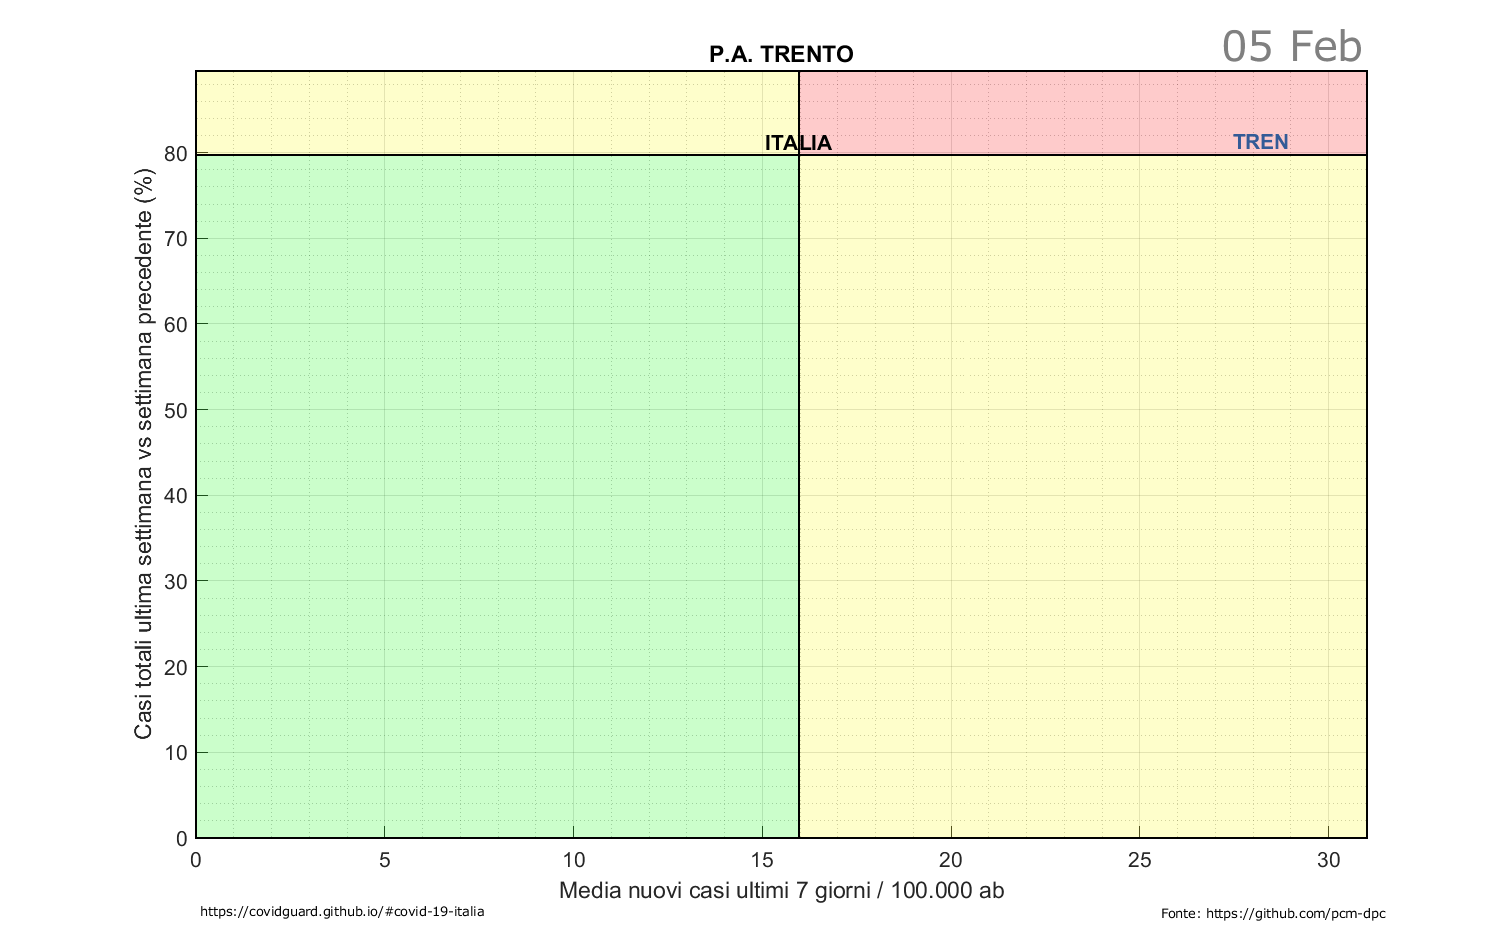 05 Feb
P.A. TRENTO
ITALIA
TREN
Casi totali ultima settimana vs settimana precedente (%)
80
70
60
50
40
30
20
10
0
0 5 10 15 20 25 30
Media nuovi casi ultimi 7 giorni / 100.000 ab
https://covidguard.github.io/#covid-19-italia
Fonte: https://github.com/pcm-dpc